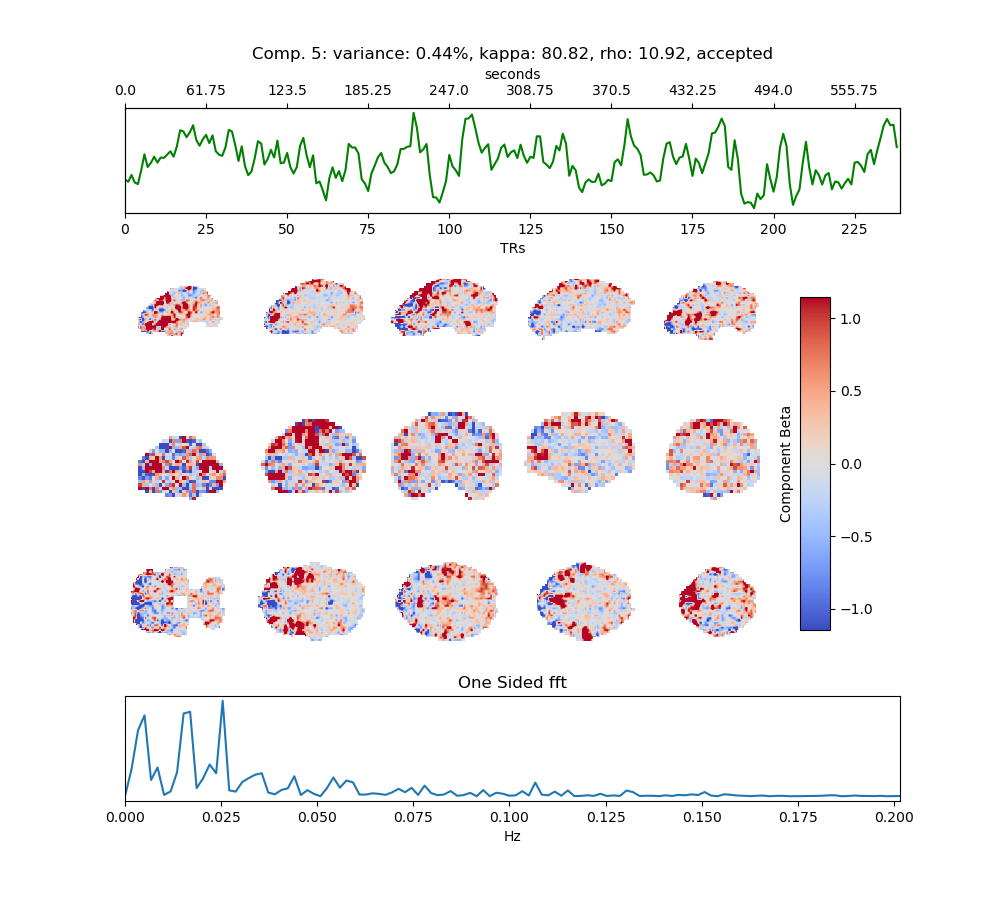 Comp. 5: variance: 0.44%, kappa: 80.82, rho: 10.92, accepted
seconds
0.0 61.75 123.5 185.25 247.0 308.75 370.5 432.25 494.0 555.75
0 25 50 75 100 125 150 175 200 225
TRs
1.0
0.5
0.0
−0.5
−1.0
Component Beta
One Sided fft
0.000 0.025 0.050 0.075 0.100 0.125 0.150 0.175 0.200
Hz